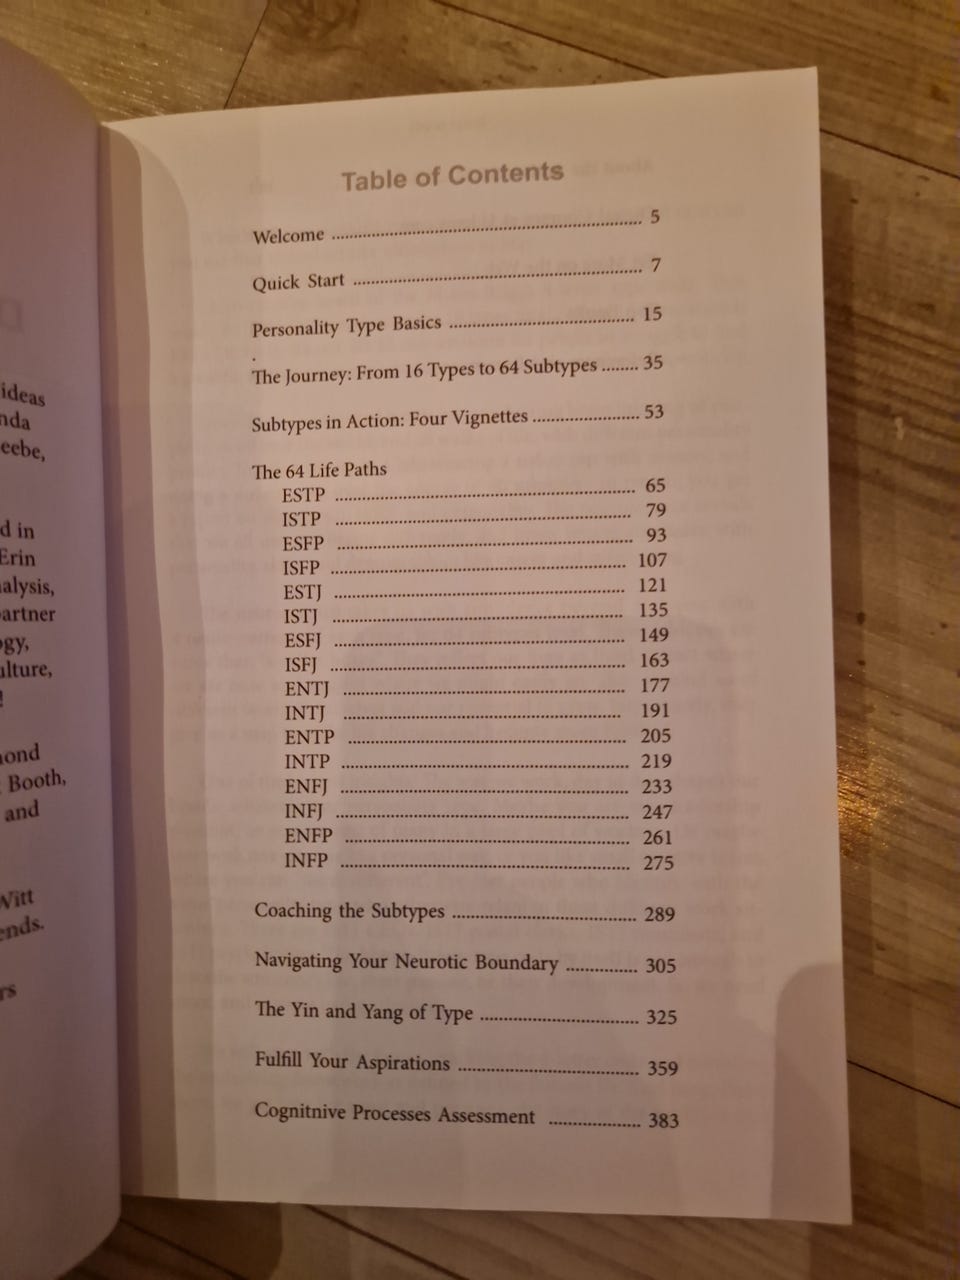 ideas
nda
eebe,
d in
Erin
alysis,
partner
ogy,
ulture,
!
mond
Booth,
and
Witt
ends.
rs
Table of Contents
Welcome ........................................................ 5
Quick Start ........................................................ 7
Personality Type Basics .................................... 15
.
The Journey: From 16 Types to 64 Subtypes ........ 35
Subtypes in Action: Four Vignettes ...................... 53
The 64 Life Paths
ESTP ........................................................ 65
ISTP ........................................................ 79
ESFP ........................................................ 93
ISFP ........................................................ 107
ESTJ ........................................................ 121
ISTJ ........................................................ 135
ESFJ ........................................................ 149
ISFJ ........................................................ 163
ENTJ ........................................................ 177
INTJ ........................................................ 191
ENTP ........................................................ 205
INTP ........................................................ 219
ENFJ ........................................................ 233
INFJ ........................................................ 247
ENFP ........................................................ 261
INFP ........................................................ 275
Coaching the Subtypes .................................... 289
Navigating Your Neurotic Boundary .............. 305
The Yin and Yang of Type .............................. 325
Fulfill Your Aspirations .................................... 359
Cognitnive Processes Assessment .................. 383